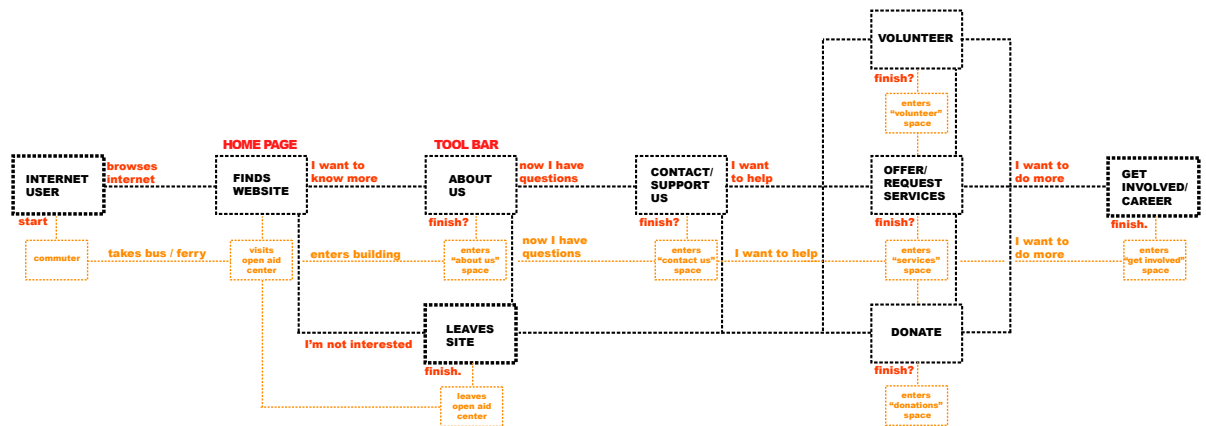 VOLUNTEER
finish?
enters
“volunteer”
space
HOME PAGE
TOOL BAR
INTERNET
USER
start
browses
internet
FINDS
WEBSITE
I want to
know more
ABOUT
US
finish?
now I have
questions
CONTACT/
SUPPORT
US
finish?
I want
to help
OFFER/
REQUEST
SERVICES
finish?
I want to
do more
GET
INVOLVED/
CAREER
finish.
commuter
takes bus / ferry
visits
open aid
center
enters building
enters
“about us”
space
now I have
questions
enters
“contact us”
space
I want to help
enters
“services”
space
I want to
do more
enters
“get involved”
space
I’m not interested
LEAVES
SITE
finish.
leaves
open aid
center
DONATE
finish?
enters
“donations”
space